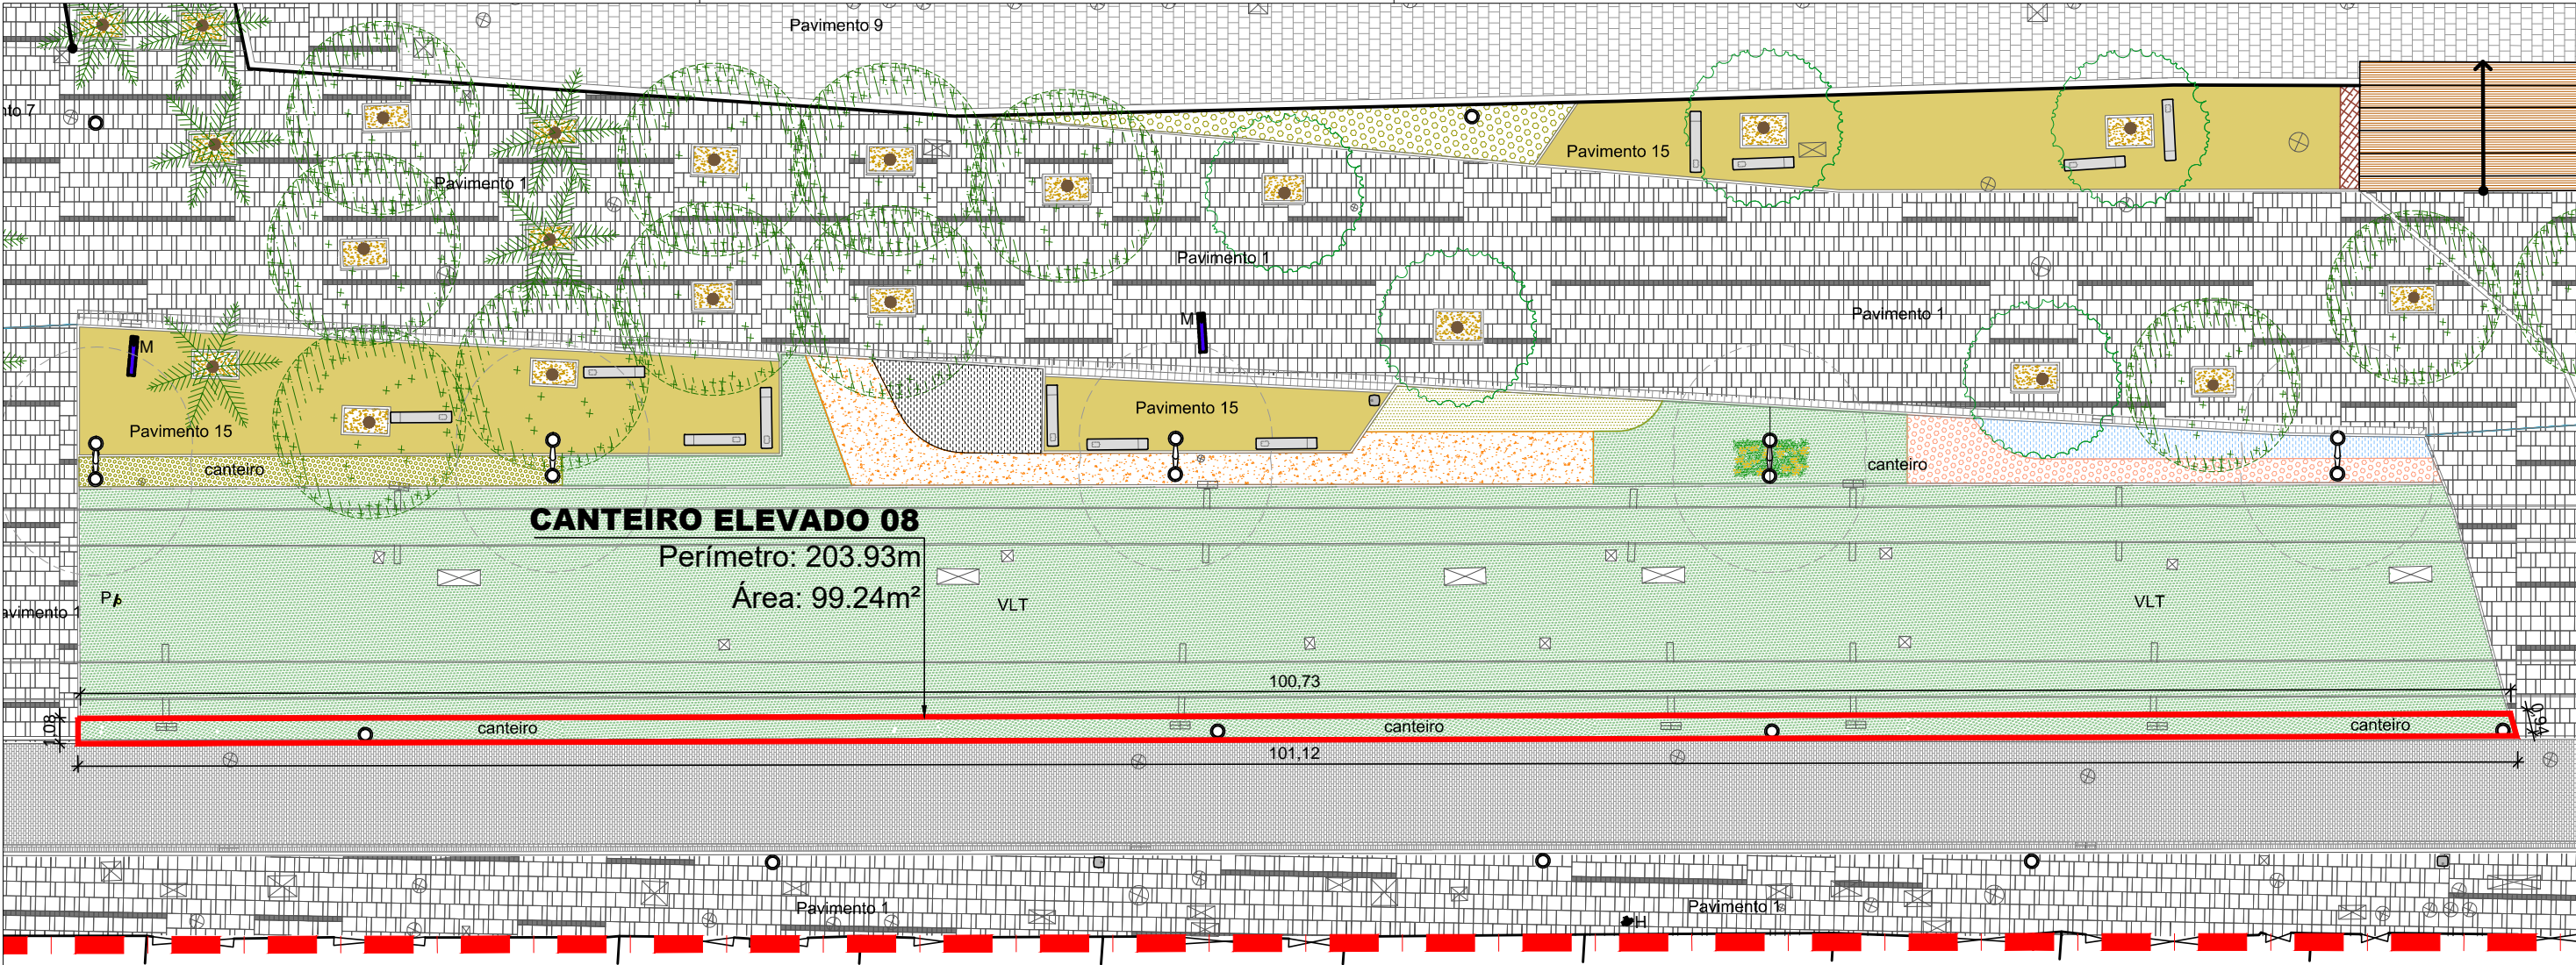 Pavimento 9
nto 7
Pavimento 15
Pavimento 1
Pavimento 1
Pavimento 1
M
M
Pavimento 15
Pavimento 15
canteiro
canteiro
CANTEIRO ELEVADO 08
Perímetro: 203.93m
Área: 99.24m²
P
VLT
VLT
avimento 1
100,73
1,08
canteiro
canteiro
canteiro
0,94
101,12
Pavimento 1
Pavimento 1
H